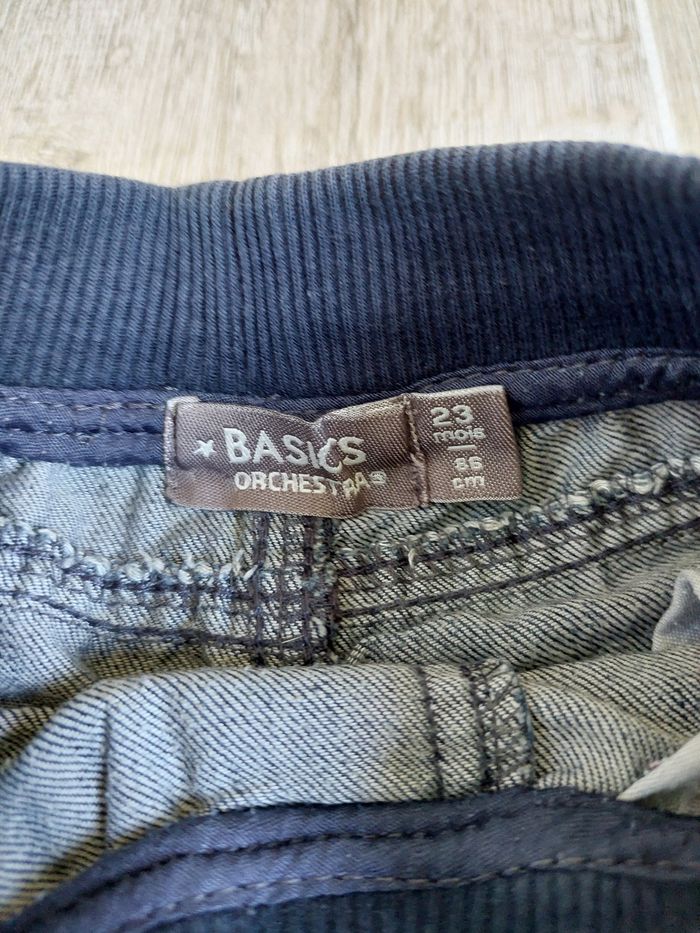 BASICS
ORCHESTRA®
23
mois
86
cm